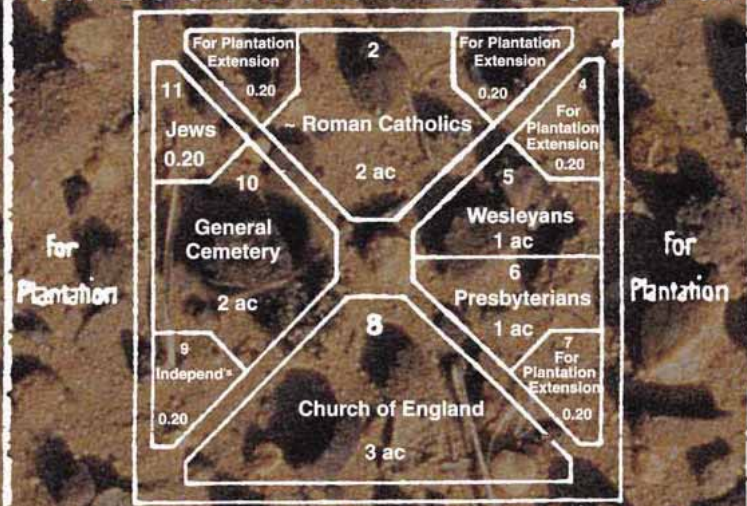 For Plantation
Extension
0.20
2
For Plantation
Extension
0.20
~ Roman Catholics
2 ac
11
Jews
0.20
4
For
Plantation
Extension
0.20
10
General
Cemetery
2 ac
5
Wesleyans
1 ac
6
Presbyterians
1 ac
For
Plantation
For
Plantation
9
Independ's
0.20
7
For
Plantation
Extension
0.20
8
Church of England
3 ac